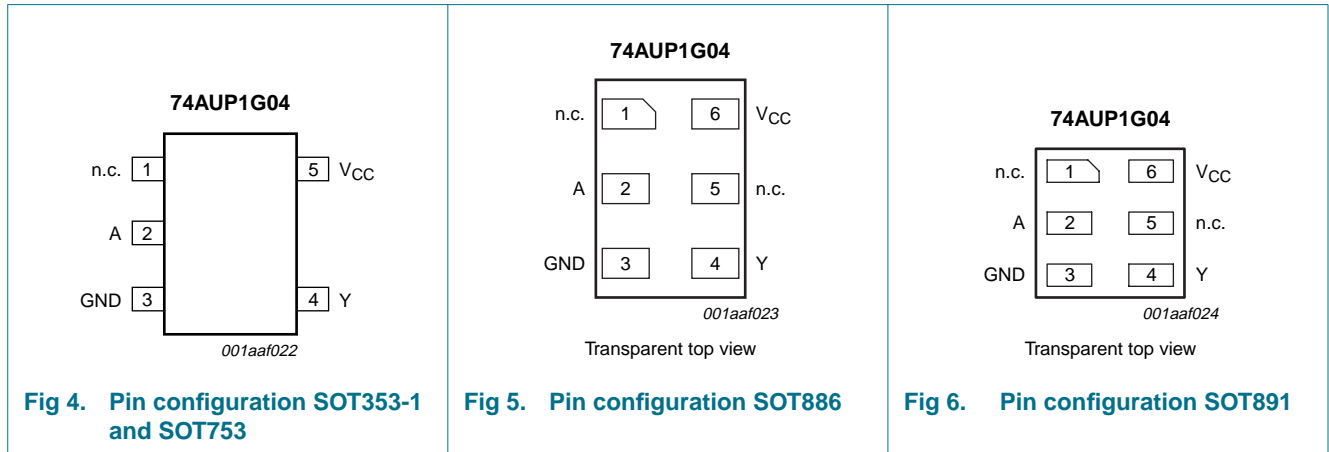 74AUP1G04
n.c. 1
5 VCC
A 2
GND 3
4 Y
001aaf022
Fig 4. Pin configuration SOT353-1
and SOT753
74AUP1G04
n.c. 1 6 VCC
A 2 5 n.c.
GND 3 4 Y
001aaf023
Transparent top view
Fig 5. Pin configuration SOT886
74AUP1G04
n.c. 1 6 VCC
A 2 5 n.c.
GND 3 4 Y
001aaf024
Transparent top view
Fig 6. Pin configuration SOT891